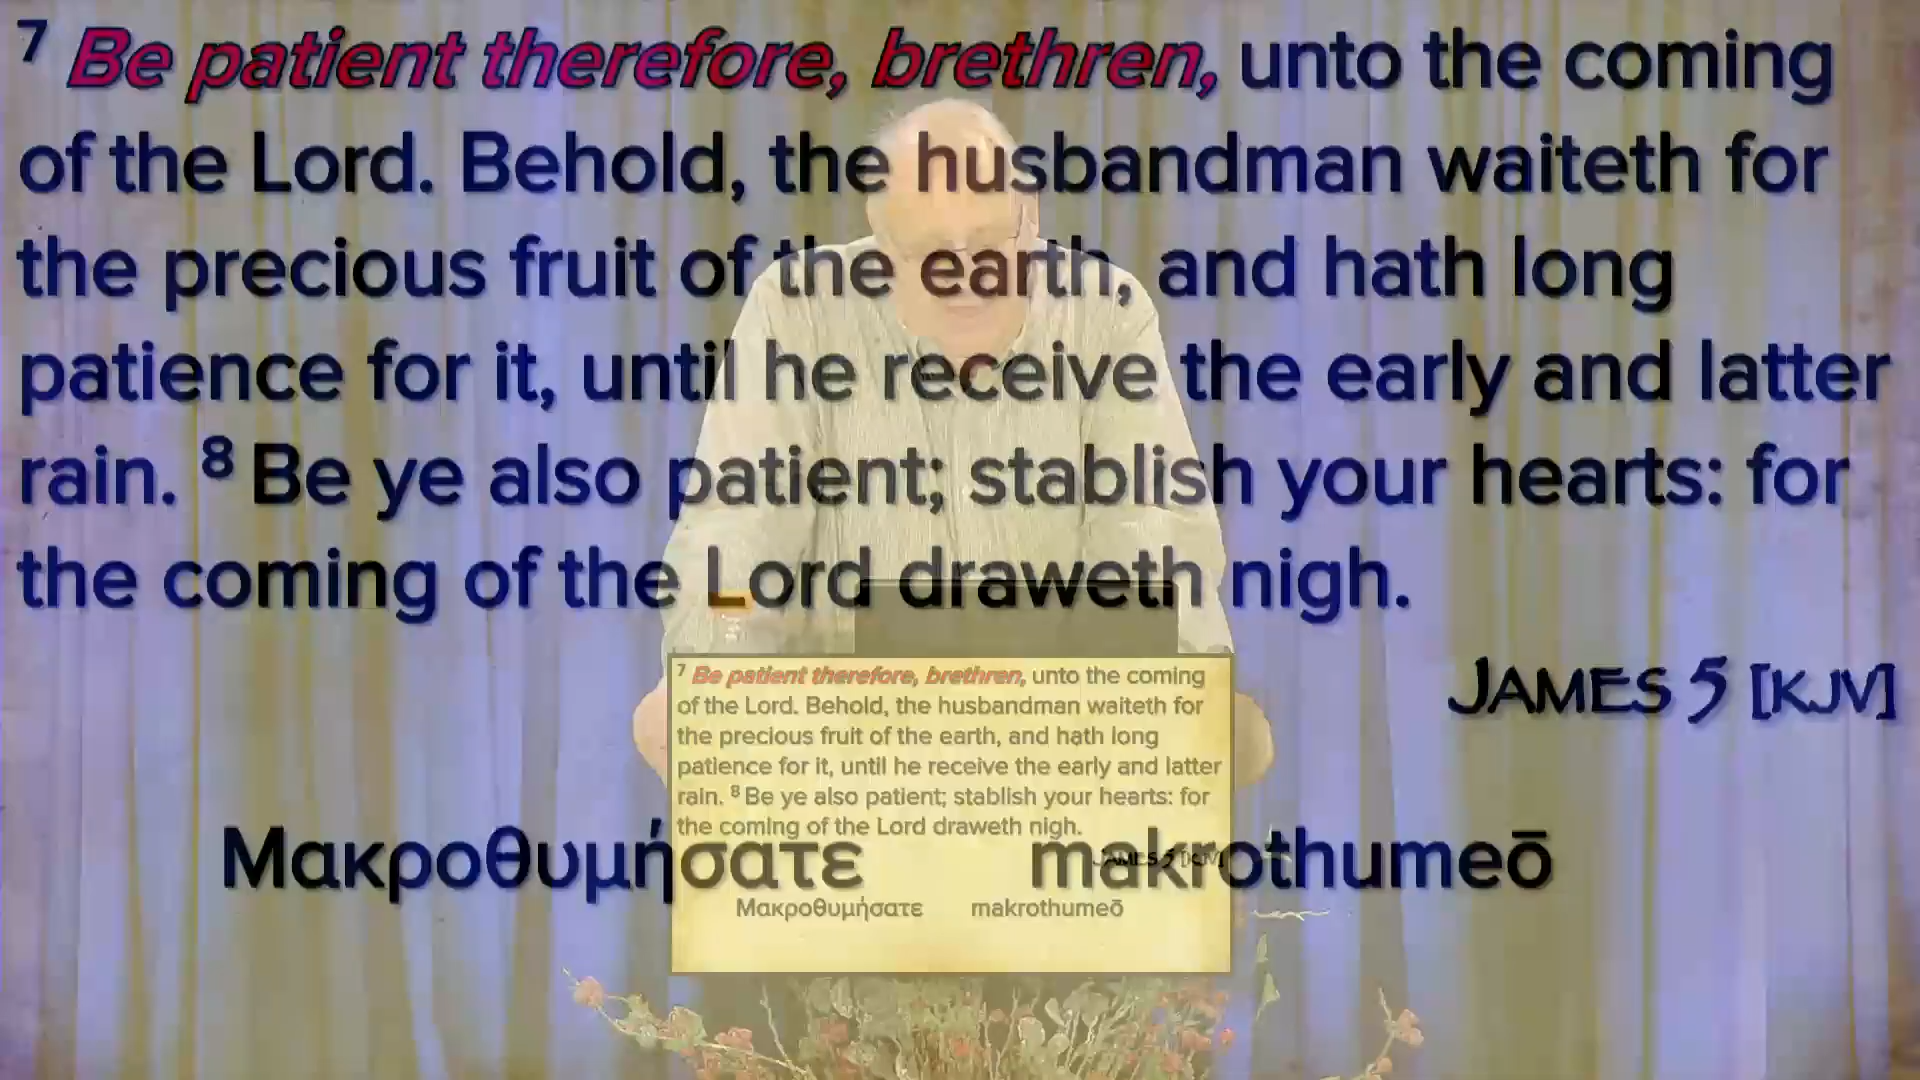 7 Be patient therefore, brethren, unto the coming
of the Lord. Behold, the husbandman waiteth for
the precious fruit of the earth, and hath long
patience for it, until he receive the early and latter
rain. 8 Be ye also patient; stablish your hearts: for
the coming of the Lord draweth nigh.
JAMES 5 [KJV]
Μακροθυμήσατε makrothumeō
7 Be patient therefore, brethren, unto the coming
of the Lord. Behold, the husbandman waiteth for
the precious fruit of the earth, and hath long
patience for it, until he receive the early and latter
rain. 8 Be ye also patient; stablish your hearts: for
the coming of the Lord draweth nigh.
JAMES 5 [KJV]
Μακροθυμήσατε makrothumeō